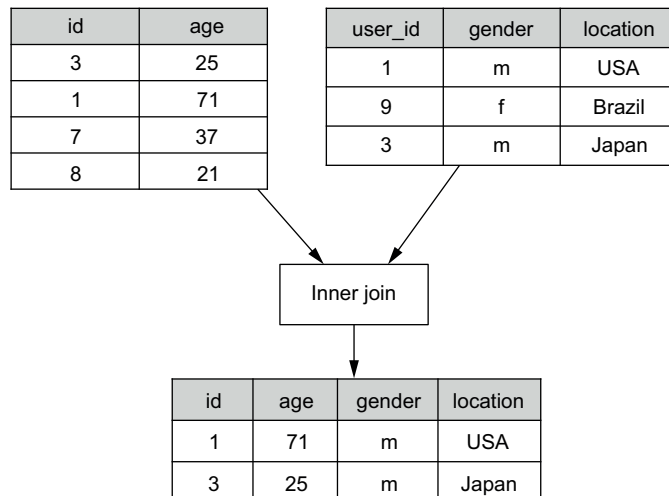 id age
3 25
1 71
7 37
8 21
user_id gender location
1 m USA
9 f Brazil
3 m Japan
Inner join
id age gender location
1 71 m USA
3 25 m Japan